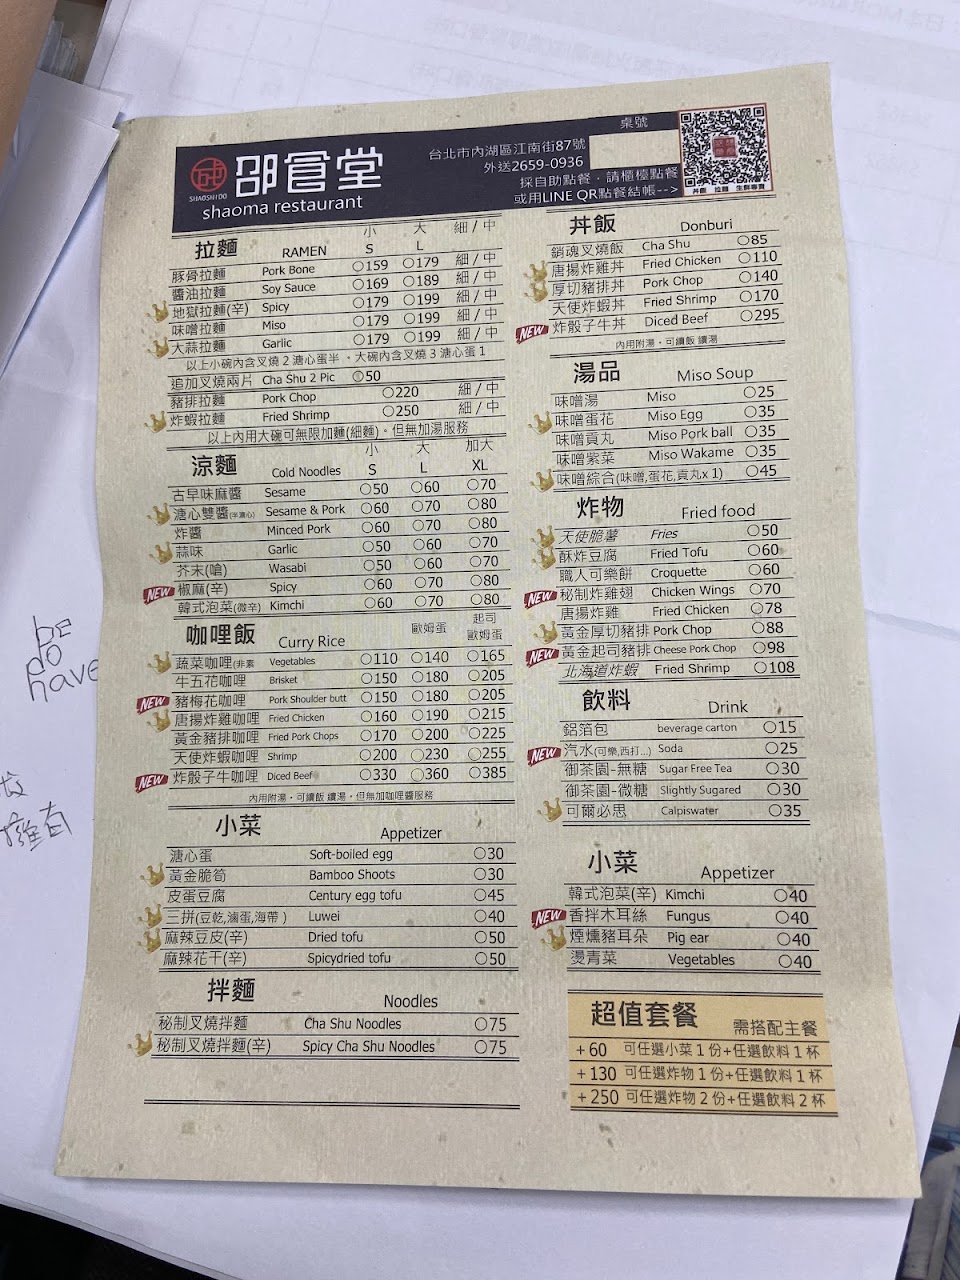 邵食堂
SHAOSHIDO
shaoma restaurant
台北市內湖區江南街87號
外送2659-0936
桌號
採自助點餐，請櫃檯點餐
或用LINE QR點餐結帳-->
丼飯 拉麵 生鮮專賣
拉麵 RAMEN 小 S 大 L 細 / 中
豚骨拉麵 Pork Bone ○159 ○179 細 / 中
醬油拉麵 Soy Sauce ○169 ○189 細 / 中
地獄拉麵(辛) Spicy ○179 ○199 細 / 中
味噌拉麵 Miso ○179 ○199 細 / 中
大蒜拉麵 Garlic ○179 ○199 細 / 中
以上小碗內含叉燒 2 溏心蛋半，大碗內含叉燒 3 溏心蛋 1
追加叉燒兩片 Cha Shu 2 Pic ○50
豬排拉麵 Pork Chop ○220 細 / 中
炸蝦拉麵 Fried Shrimp ○250 細 / 中
以上內用大碗可無限加麵(細麵)。但無加湯服務
涼麵 Cold Noodles 小 S 大 L 加大 XL
古早味麻醬 Sesame ○50 ○60 ○70
溏心雙醬(半溏心) Sesame & Pork ○60 ○70 ○80
炸醬 Minced Pork ○60 ○70 ○80
蒜味 Garlic ○50 ○60 ○70
芥末(嗆) Wasabi ○50 ○60 ○70
NEW 椒麻(辛) Spicy ○60 ○70 ○80
韓式泡菜(微辛) Kimchi ○60 ○70 ○80
咖哩飯 Curry Rice 歐姆蛋 起司歐姆蛋
蔬菜咖哩(非素 Vegetables ○110 ○140 ○165
牛五花咖哩 Brisket ○150 ○180 ○205
NEW 豬梅花咖哩 Pork Shoulder butt ○150 ○180 ○205
唐揚炸雞咖哩 Fried Chicken ○160 ○190 ○215
黃金豬排咖哩 Fried Pork Chops ○170 ○200 ○225
天使炸蝦咖哩 Shrimp ○200 ○230 ○255
NEW 炸骰子牛咖哩 Diced Beef ○330 ○360 ○385
內用附湯，可續飯 續湯，但無加咖哩醬服務
小菜 Appetizer
溏心蛋 Soft-boiled egg ○30
黃金脆筍 Bamboo Shoots ○30
皮蛋豆腐 Century egg tofu ○45
三拼(豆乾,滷蛋,海帶 ) Luwei ○40
麻辣豆皮(辛) Dried tofu ○50
麻辣花干(辛) Spicydried tofu ○50
拌麵 Noodles
秘制叉燒拌麵 Cha Shu Noodles ○75
秘制叉燒拌麵(辛) Spicy Cha Shu Noodles ○75
丼飯 Donburi
銷魂叉燒飯 Cha Shu ○85
唐揚炸雞丼 Fried Chicken ○110
厚切豬排丼 Pork Chop ○140
天使炸蝦丼 Fried Shrimp ○170
NEW 炸骰子牛丼 Diced Beef ○295
內用附湯，可續飯 續湯
湯品 Miso Soup
味噌湯 Miso ○25
味噌蛋花 Miso Egg ○35
味噌貢丸 Miso Pork ball ○35
味噌紫菜 Miso Wakame ○35
味噌綜合(味噌,蛋花,貢丸x 1) ○45
炸物 Fried food
天使脆薯 Fries ○50
酥炸豆腐 Fried Tofu ○60
職人可樂餅 Croquette ○60
NEW 秘制炸雞翅 Chicken Wings ○70
唐揚炸雞 Fried Chicken ○78
黃金厚切豬排 Pork Chop ○88
NEW 黃金起司豬排 Cheese Pork Chop ○98
北海道炸蝦 Fried Shrimp ○108
飲料 Drink
鋁箔包 beverage carton ○15
NEW 汽水(可樂,西打...) Soda ○25
御茶園-無糖 Sugar Free Tea ○30
御茶園-微糖 Slightly Sugared ○30
可爾必思 Calpiswater ○35
小菜 Appetizer
韓式泡菜(辛) Kimchi ○40
NEW 香拌木耳絲 Fungus ○40
煙燻豬耳朵 Pig ear ○40
燙青菜 Vegetables ○40
超值套餐 需搭配主餐
+60 可任選小菜 1 份+任選飲料 1 杯
+130 可任選炸物 1 份+任選飲料 1 杯
+250 可任選炸物 2 份+任選飲料 2 杯
be
do
have
擁有